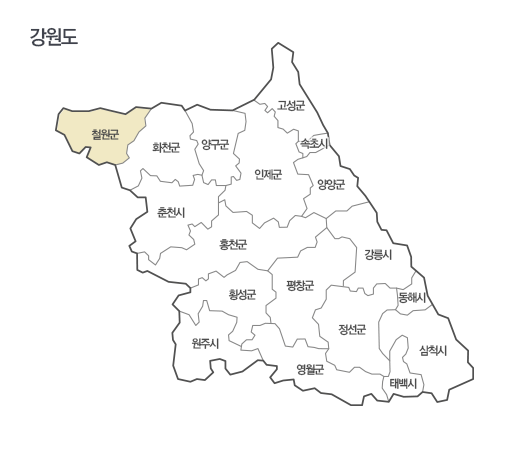 강원도
고성군
철원군
화천군
양구군
속초시
인제군
양양군
춘천시
홍천군
강릉시
횡성군
평창군
동해시
정선군
원주시
삼척시
영월군
태백시